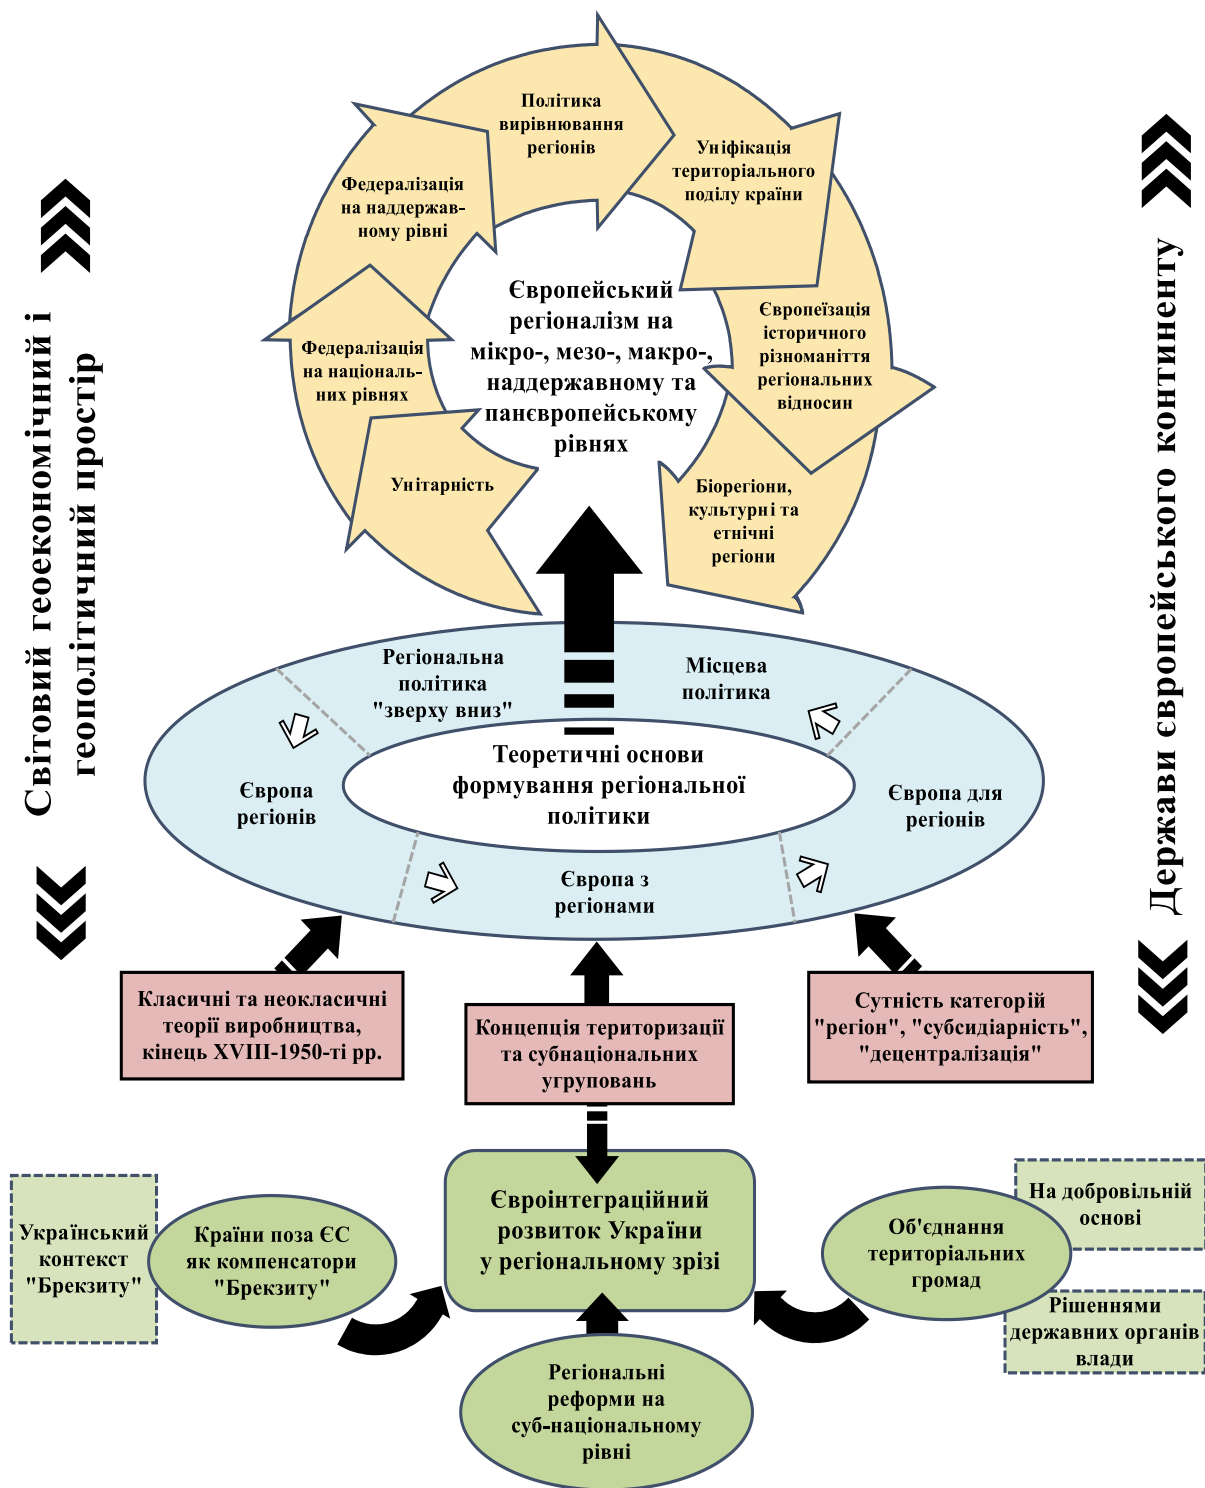 Політика
вирівнювання
регіонів
Уніфікація
територіального
поділу країни
Федералізація
на наддержав-
ному рівні
Європеїзація
історичного
різноманіття
регіональних
відносин
Федералізація
на національ-
них рівнях
Унітарність
Біорегіони,
культурні та
етнічні
регіони
Європейський
регіоналізм на
мікро-, мезо-, макро-,
наддержавному та
панєвропейському
рівнях
Світовий геоекономічний і
геополітичний простір
Держави європейського континенту
Регіональна
політика
"зверху вниз"
Місцева
політика
Теоретичні основи
формування регіональної
політики
Європа
регіонів
Європа для
регіонів
Європа з
регіонами
Класичні та неокласичні
теорії виробництва,
кінець XVIII-1950-ті рр.
Концепція територизації
та субнаціональних
угруповань
Сутність категорій
"регіон", "субсидіарність",
"децентралізація"
Євроінтеграційний
розвиток України
у регіональному зрізі
Український
контекст
"Брекзиту"
Країни поза ЄС
як компенсатори
"Брекзиту"
Об'єднання
територіальних
громад
На добровільній
основі
Рішеннями
державних органів
влади
Регіональні
реформи на
суб-національному
рівні